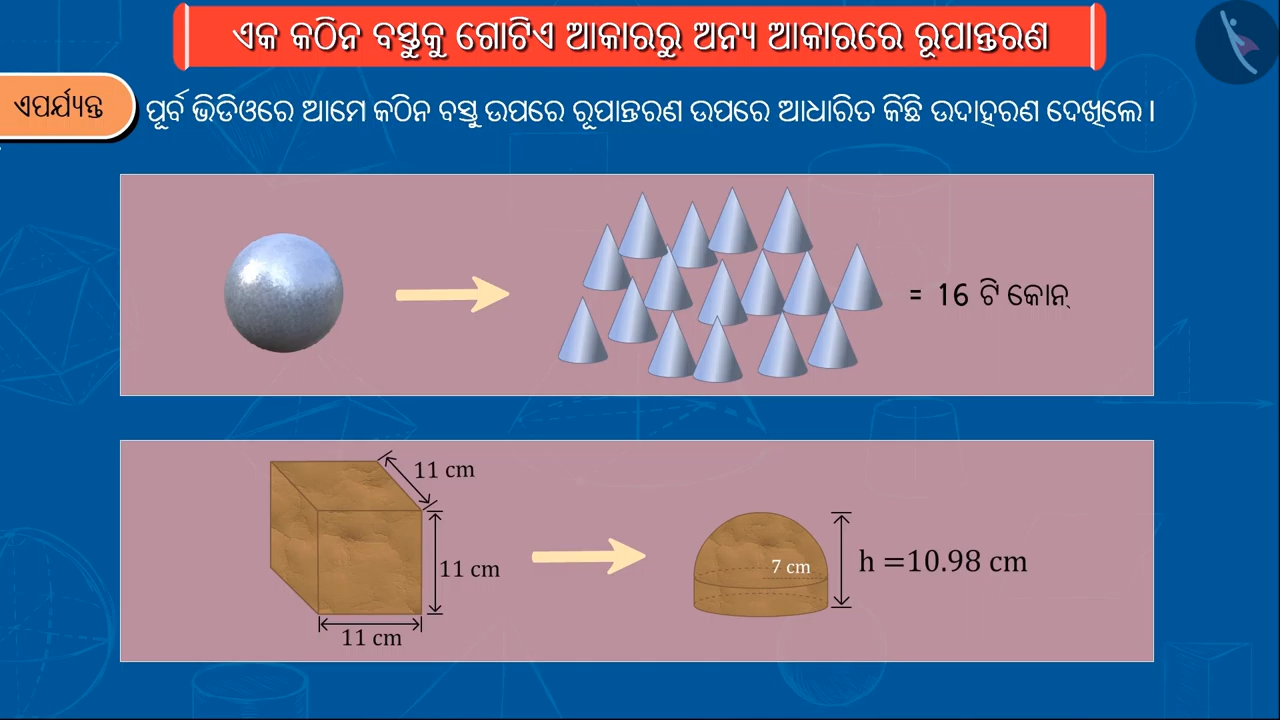 ଏକ କଠିନ ବସ୍ତୁକୁ ଗୋଟିଏ ଆକାରରୁ ଅନ୍ୟ ଆକାରରେ ରୂପାନ୍ତରଣ
ଏପର୍ଯ୍ୟନ୍ତ
ପୂର୍ବ ଭିଡିଓରେ ଆମେ କଠିନ ବସ୍ତୁ ଉପରେ ରୂପାନ୍ତରଣ ଉପରେ ଆଧାରିତ କିଛି ଉଦାହରଣ ଦେଖିଲେ ।
= 16 ଟି କୋନ୍
11 cm
11 cm
11 cm
7 cm
h =10.98 cm